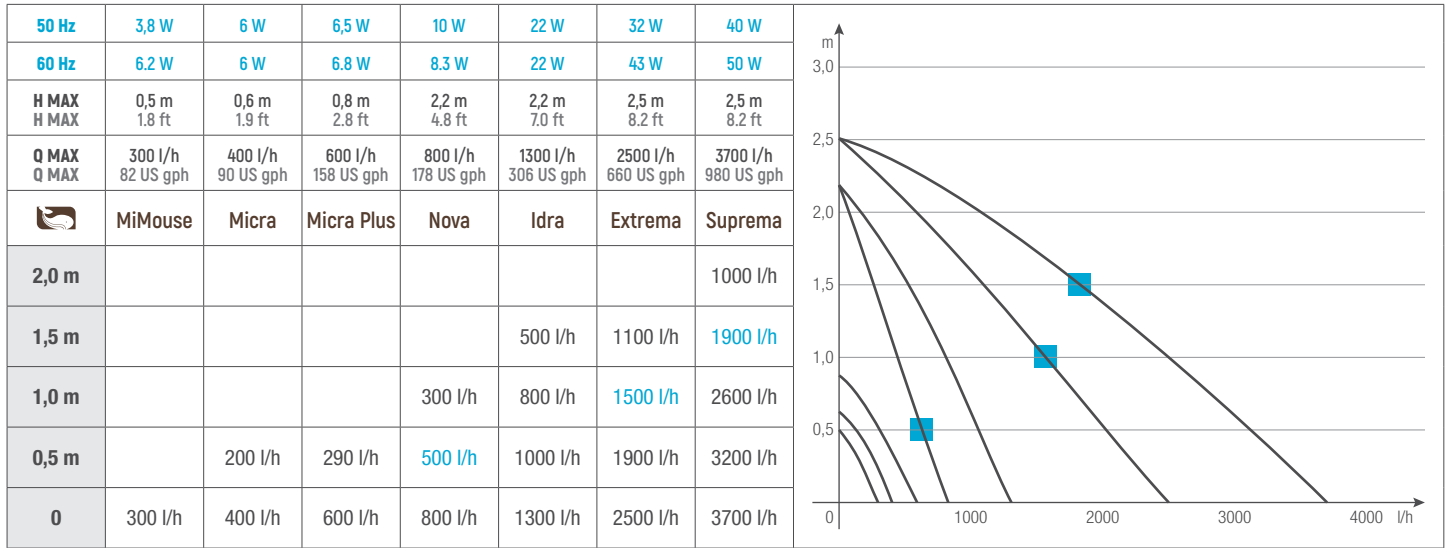 50 Hz 3,8 W 6 W 6,5 W 10 W 22 W 32 W 40 W
60 Hz 6.2 W 6 W 6.8 W 8.3 W 22 W 43 W 50 W
H MAX 0,5 m 0,6 m 0,8 m 2,2 m 2,2 m 2,5 m 2,5 m
H MAX 1.8 ft 1.9 ft 2.8 ft 4.8 ft 7.0 ft 8.2 ft 8.2 ft
Q MAX 300 l/h 400 l/h 600 l/h 800 l/h 1300 l/h 2500 l/h 3700 l/h
Q MAX 82 US gph 90 US gph 158 US gph 178 US gph 306 US gph 660 US gph 980 US gph
MiMouse Micra Micra Plus Nova Idra Extrema Suprema
2,0 m 1000 l/h
1,5 m 500 l/h 1100 l/h 1900 l/h
1,0 m 300 l/h 800 l/h 1500 l/h 2600 l/h
0,5 m 200 l/h 290 l/h 500 l/h 1000 l/h 1900 l/h 3200 l/h
0 300 l/h 400 l/h 600 l/h 800 l/h 1300 l/h 2500 l/h 3700 l/h
m
3,0
2,5
2,0
1,5
1,0
0,5
0 1000 2000 3000 4000 l/h